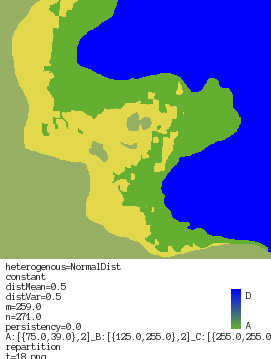 heterogenous=NormalDist
constant
distMean=0.5
distVar=0.5
m=259.0
n=271.0
persistency=0.0
A:[{75.0,39.0},2]_B:[{125.0,255.0},2]_C:[{255.0,255.0
repartition
t=18.png
D
A